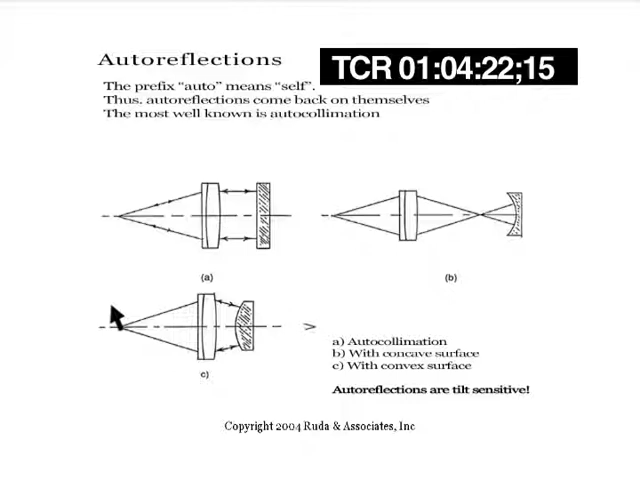 Autoreflections
TCR 01:04:22;15
The prefix "auto" means "self".
Thus. autoreflections come back on themselves
The most well known is autocollimation
(a)
(b)
c)
>
a) Autocollimation
b) With concave surface
c) With convex surface
Autoreflections are tilt sensitive!
Copyright 2004 Ruda & Associates, Inc